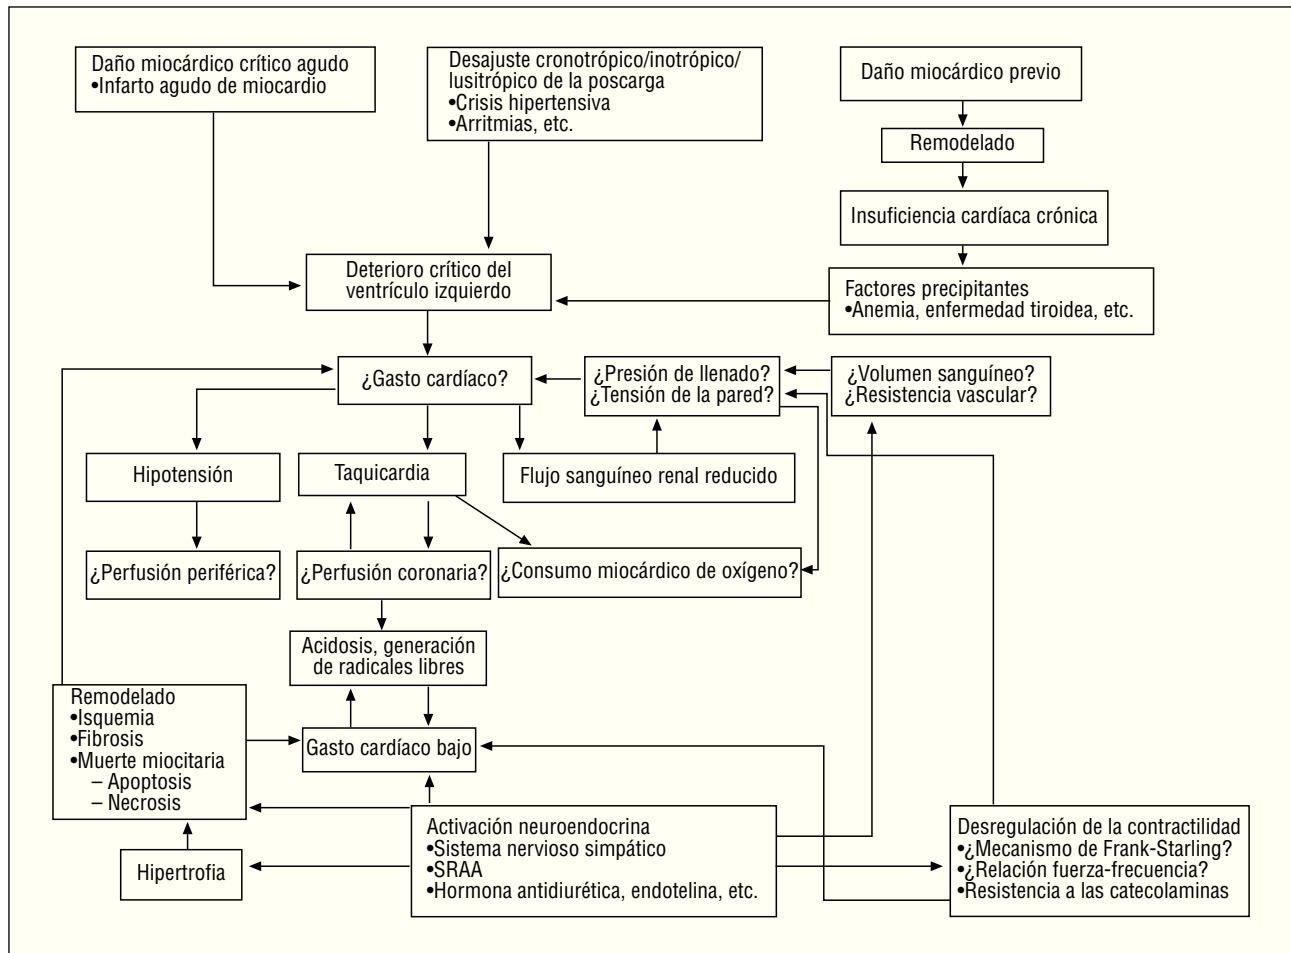 Daño miocárdico crítico agudo
•Infarto agudo de miocardio
Desajuste cronotrópico/inotrópico/
lusitrópico de la poscarga
•Crisis hipertensiva
•Arritmias, etc.
Daño miocárdico previo
Remodelado
Insuficiencia cardíaca crónica
Deterioro crítico del
ventrículo izquierdo
Factores precipitantes
•Anemia, enfermedad tiroidea, etc.
¿Gasto cardíaco?
¿Presión de llenado?
¿Tensión de la pared?
¿Volumen sanguíneo?
¿Resistencia vascular?
Hipotensión
Taquicardia
Flujo sanguíneo renal reducido
¿Perfusión periférica?
¿Perfusión coronaria?
¿Consumo miocárdico de oxígeno?
Acidosis, generación
de radicales libres
Remodelado
•Isquemia
•Fibrosis
•Muerte miocitaria
– Apoptosis
– Necrosis
Gasto cardíaco bajo
Hipertrofia
Activación neuroendocrina
•Sistema nervioso simpático
•SRAA
•Hormona antidiurética, endotelina, etc.
Desregulación de la contractilidad
•¿Mecanismo de Frank-Starling?
•¿Relación fuerza-frecuencia?
•Resistencia a las catecolaminas